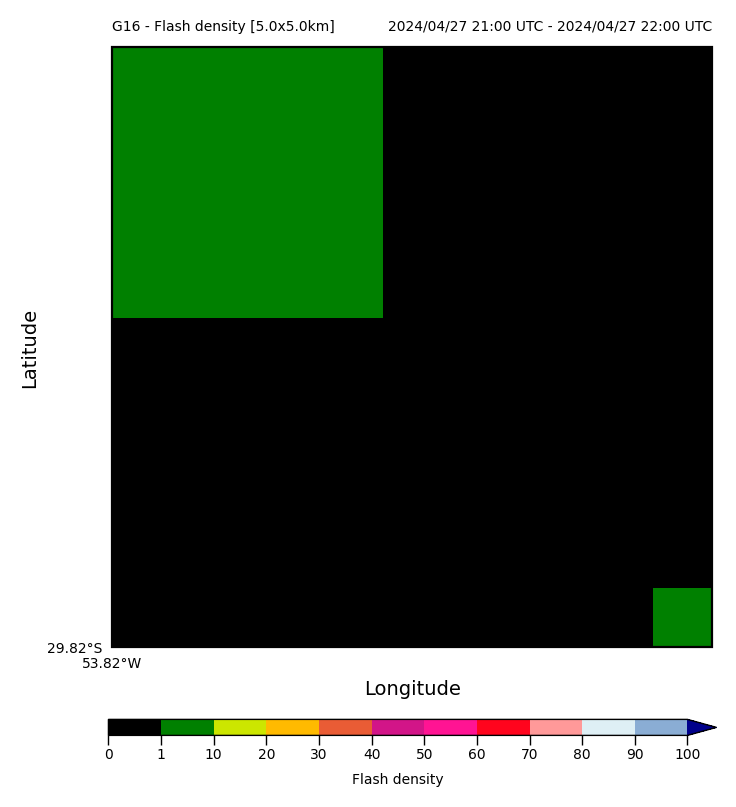 G16 - Flash density [5.0x5.0km] 2024/04/27 21:00 UTC - 2024/04/27 22:00 UTC
Latitude
29.82°S
53.82°W
Longitude
0 1 10 20 30 40 50 60 70 80 90 100
Flash density